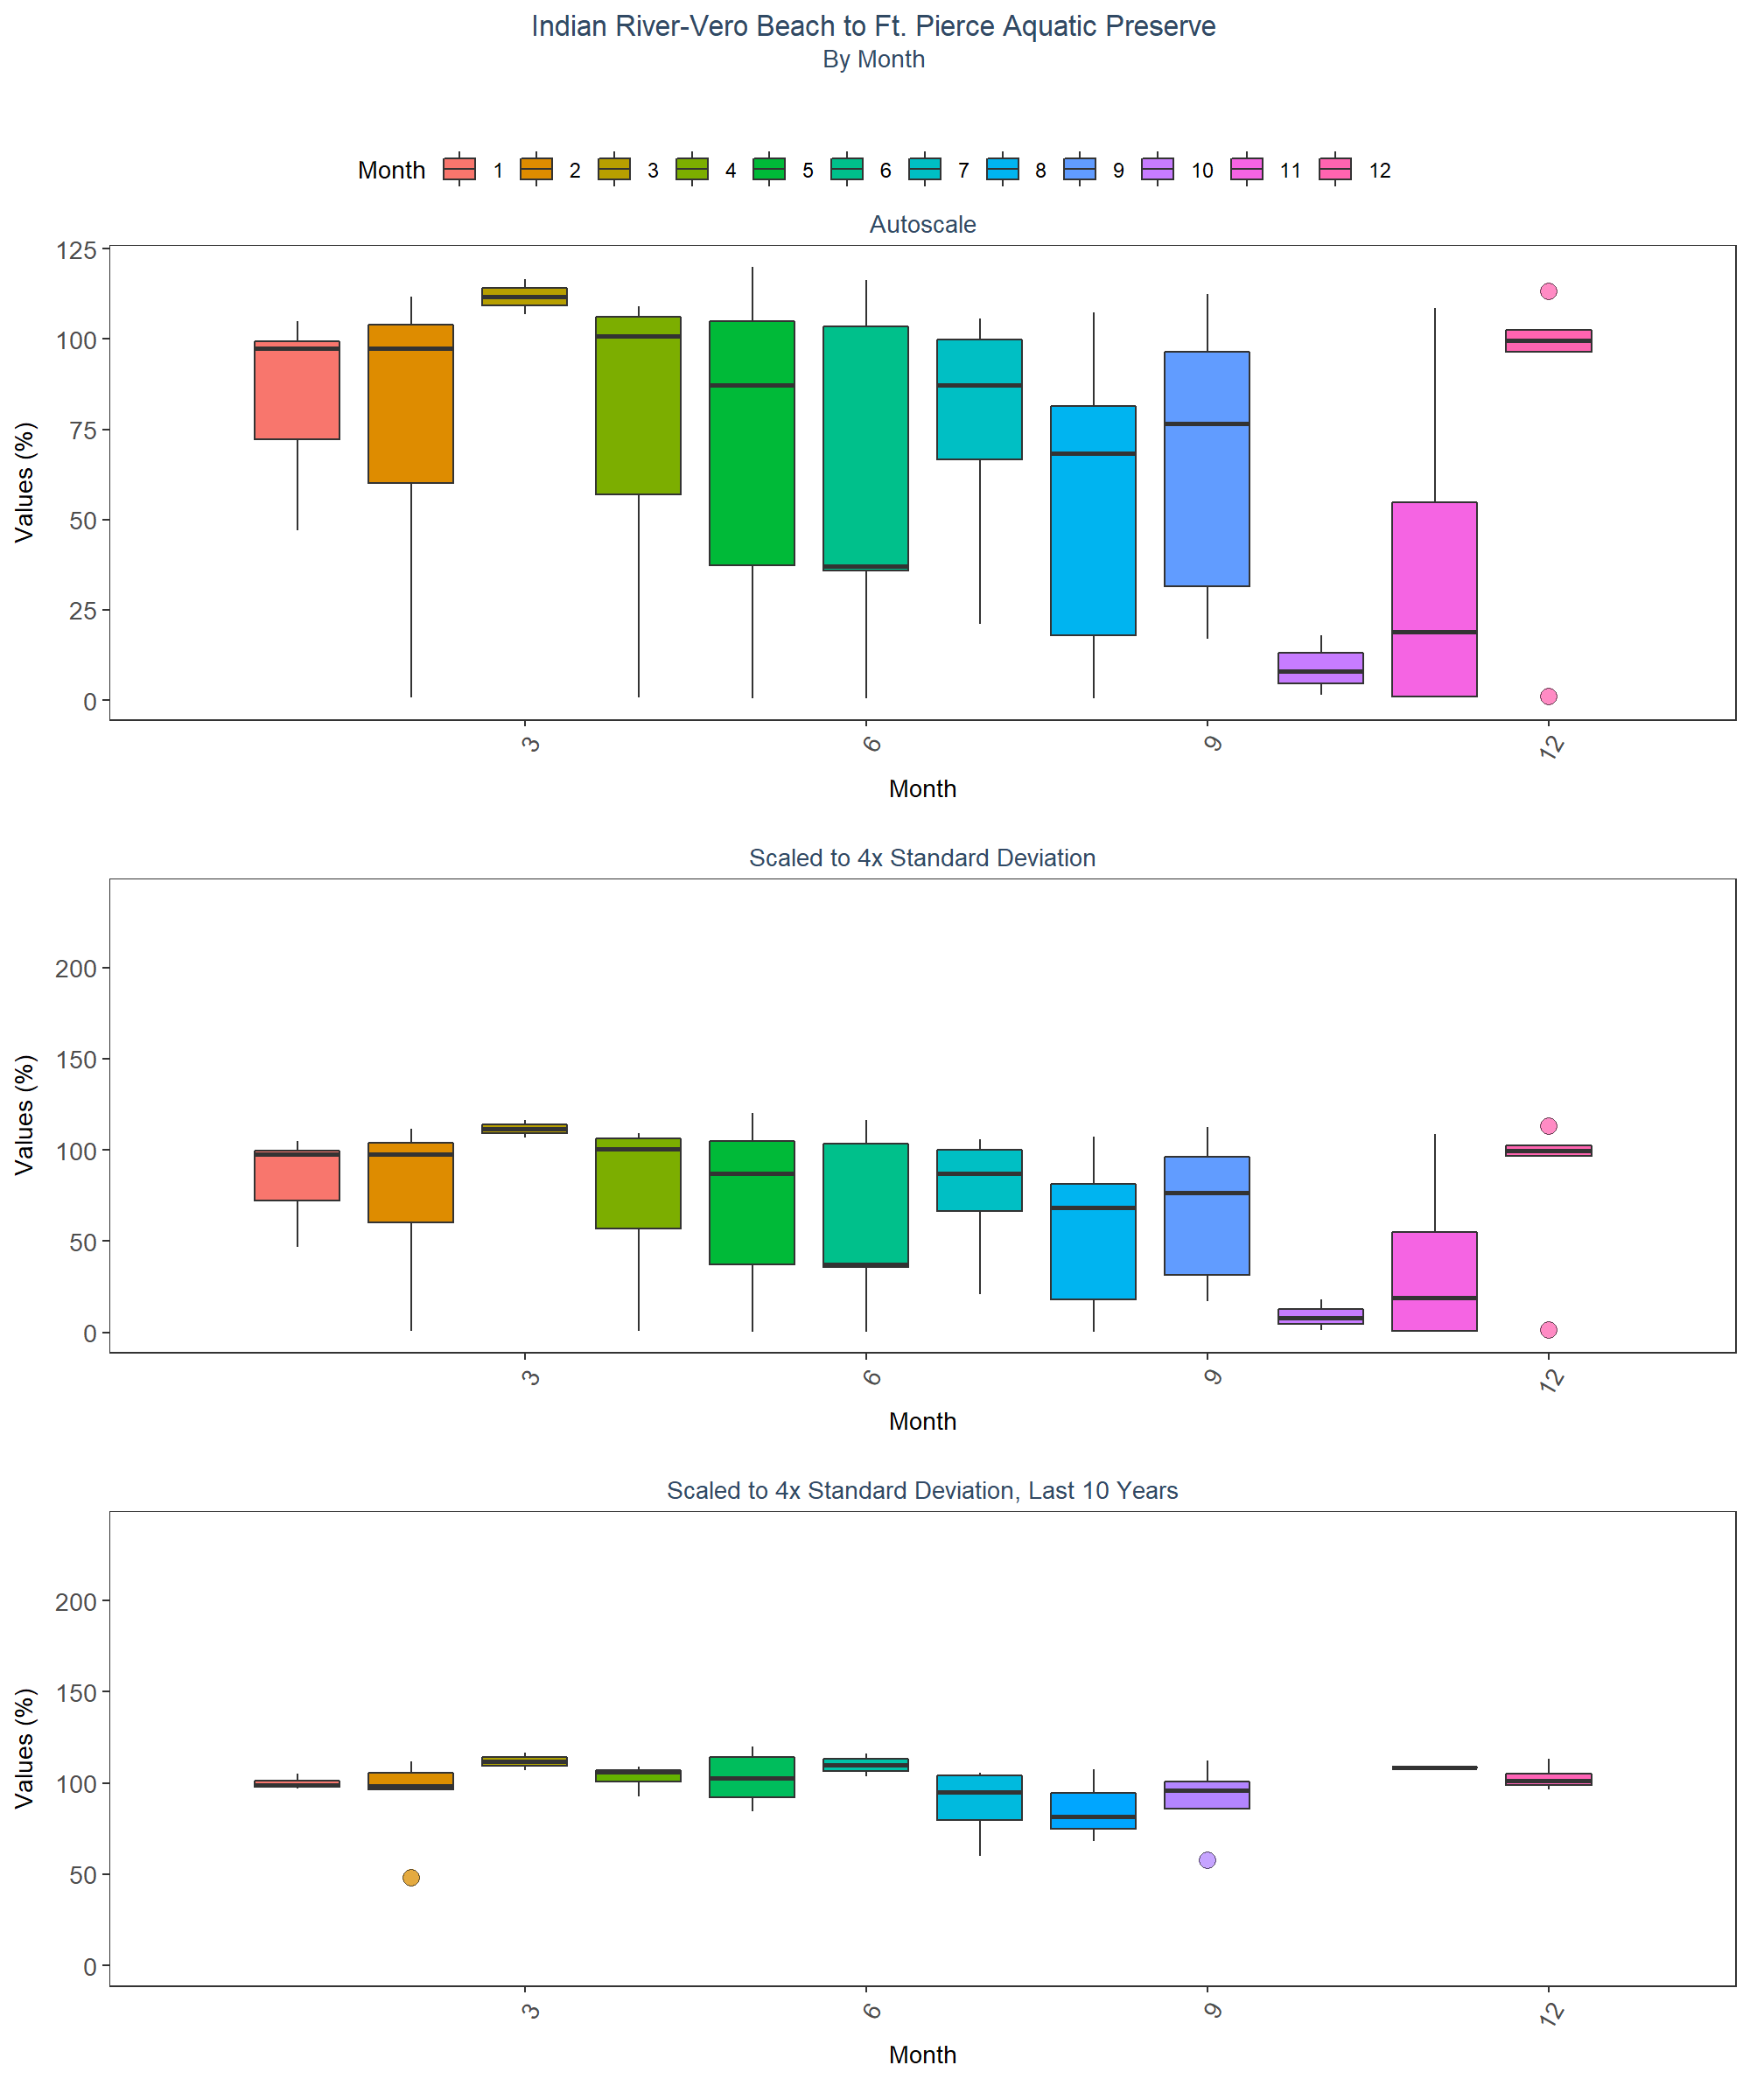 Indian River-Vero Beach to Ft. Pierce Aquatic Preserve
By Month
Month 1 2 3 4 5 6 7 8 9 10 11 12
Autoscale
Values (%)
125
100
75
50
25
0
3 6 9 12
Month
Scaled to 4x Standard Deviation
Values (%)
200
150
100
50
0
3 6 9 12
Month
Scaled to 4x Standard Deviation, Last 10 Years
Values (%)
200
150
100
50
0
3 6 9 12
Month